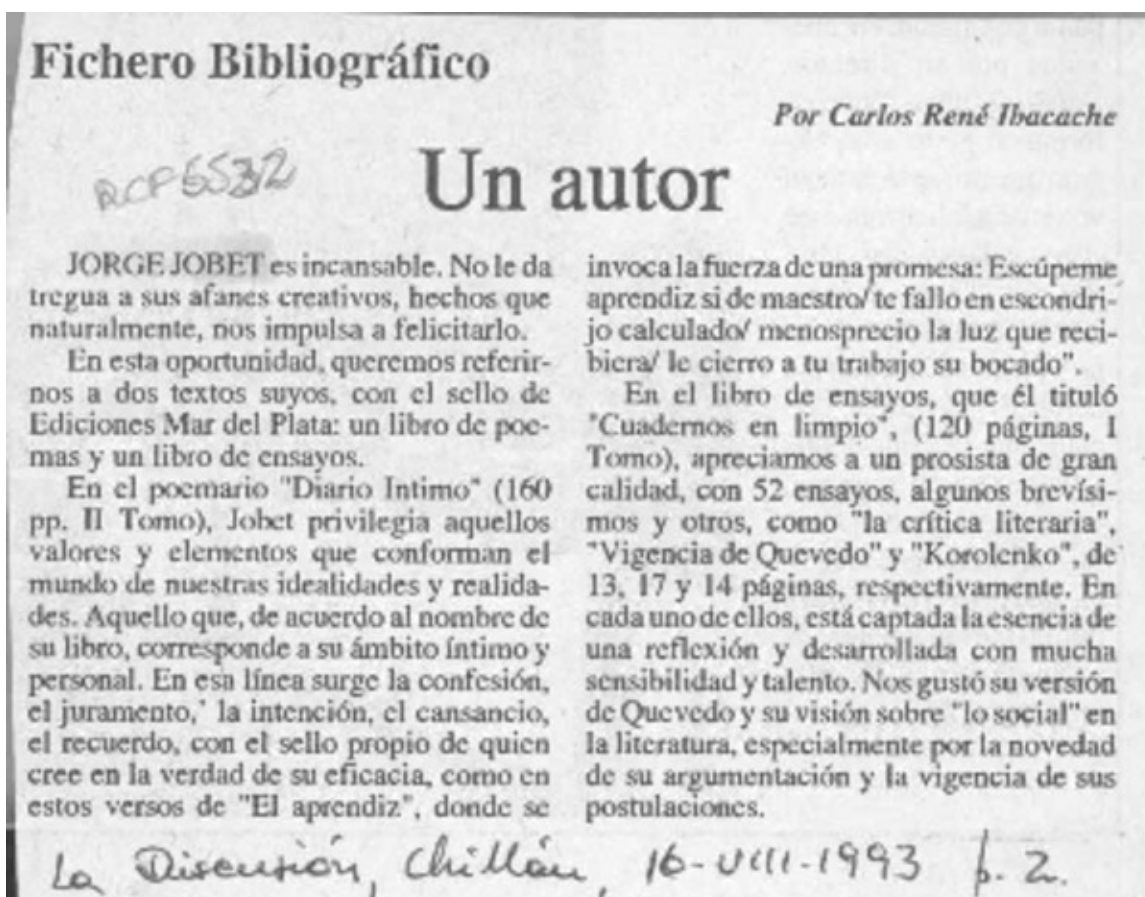 Fichero Bibliográfico
Por Carlos René Ibacache
Un autor
JORGE JOBET es incansable. No le da
tregua a sus afanes creativos, hechos que
naturalmente, nos impulsa a felicitarlo.
En esta oportunidad, queremos referir-
nos a dos textos suyos, con el sello de
Ediciones Mar del Plata: un libro de poe-
mas y un libro de ensayos.
En el poemario "Diario Intimo" (160
pp. II Tomo), Jobet privilegia aquellos
valores y elementos que conforman el
mundo de nuestras idealidades y realida-
des. Aquello que, de acuerdo al nombre de
su libro, corresponde a su ámbito íntimo y
personal. En esa línea surge la confesión,
el juramento, la intención, el cansancio,
el recuerdo, con el sello propio de quien
cree en la verdad de su eficacia, como en
estos versos de "El aprendiz", donde se
invoca la fuerza de una promesa: Escúpeme
aprendiz si de maestro/ te fallo en escondri-
jo calculado/ menosprecio la luz que reci-
biera/ le cierro a tu trabajo su bocado".
En el libro de ensayos, que él tituló
"Cuadernos en limpio", (120 páginas, I
Tomo), apreciamos a un prosista de gran
calidad, con 52 ensayos, algunos brevísi-
mos y otros, como "la crítica literaria",
"Vigencia de Quevedo" y "Korolenko", de
13, 17 y 14 páginas, respectivamente. En
cada uno de ellos, está captada la esencia de
una reflexión y desarrollada con mucha
sensibilidad y talento. Nos gustó su versión
de Quevedo y su visión sobre "lo social" en
la literatura, especialmente por la novedad
de su argumentación y la vigencia de sus
postulaciones.
La Discusión, Chillán, 16-VIII-1993 p. 2.